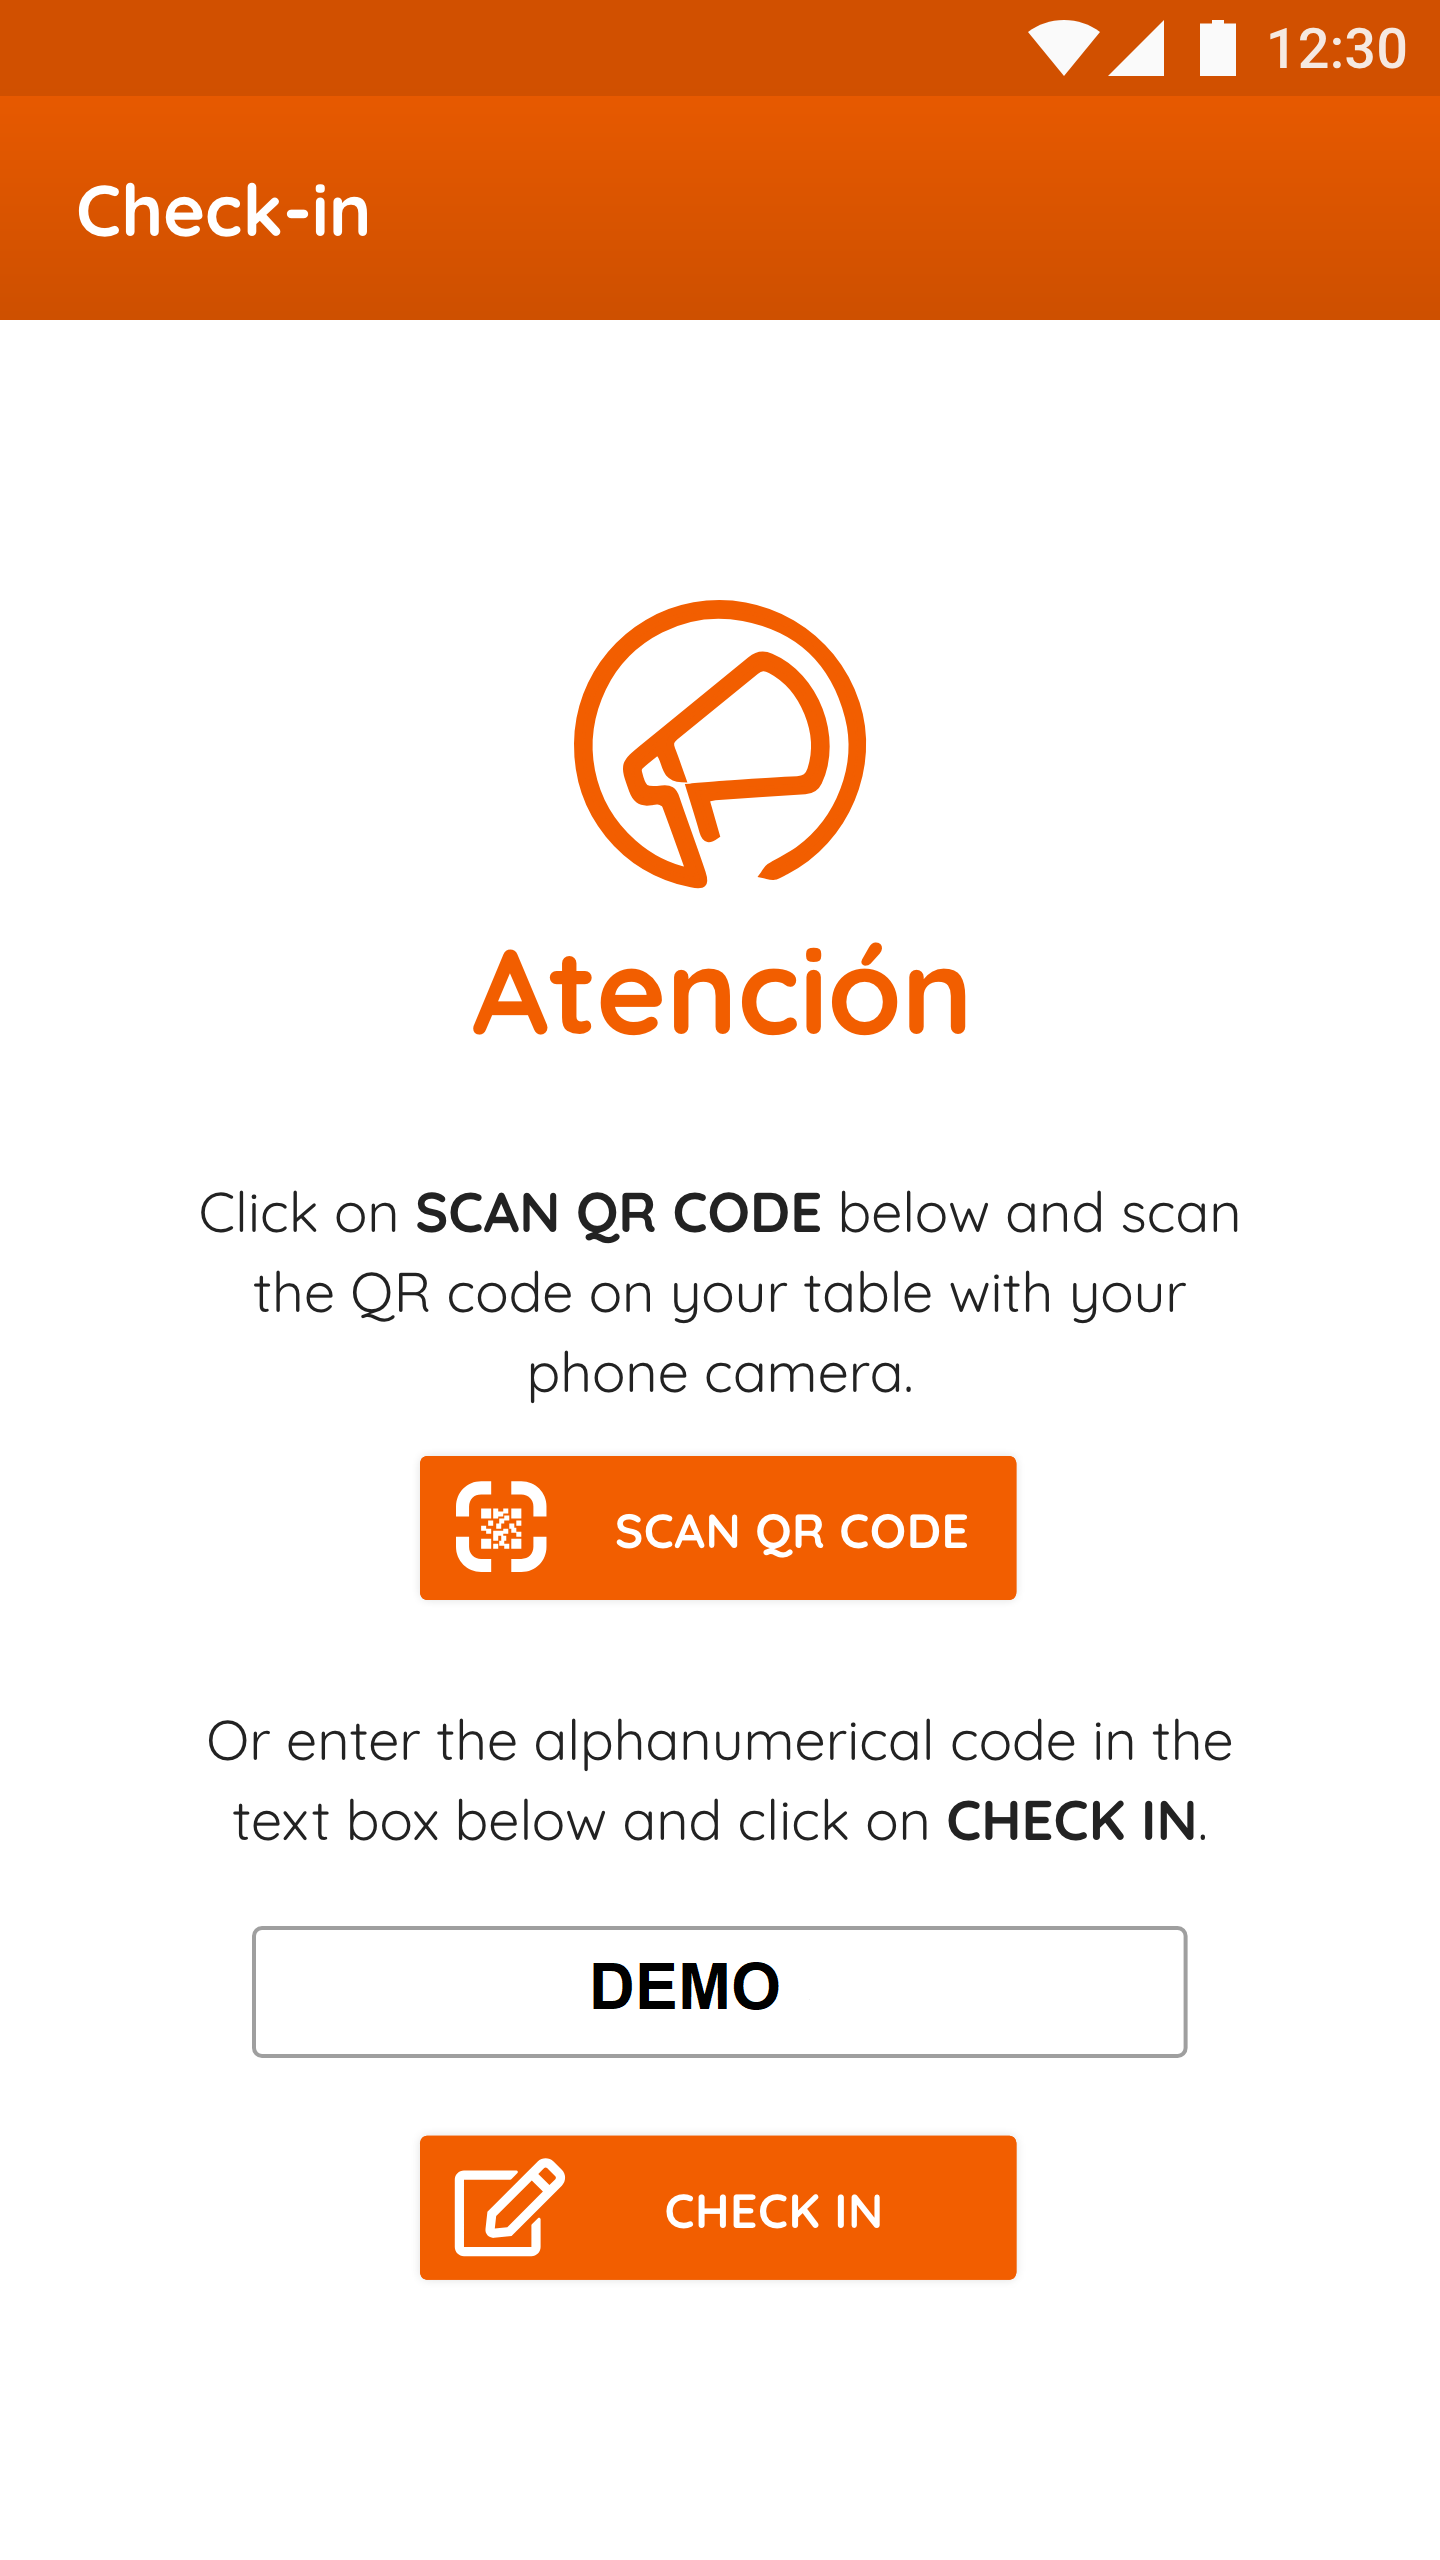 12:30
Check-in
Atención
Click on SCAN QR CODE below and scan
the QR code on your table with your
phone camera.
SCAN QR CODE
Or enter the alphanumerical code in the
text box below and click on CHECK IN.
DEMO
CHECK IN